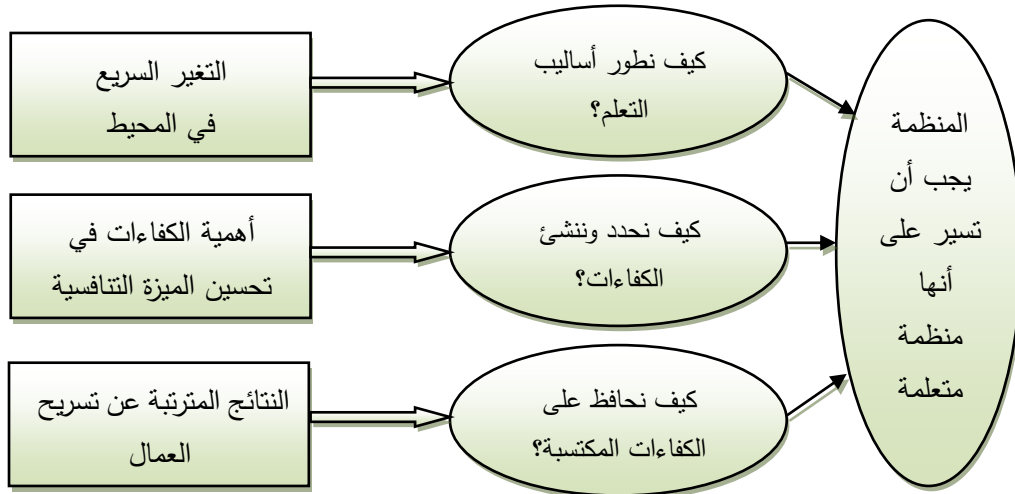 التغير السريع
في المحيط
كيف نطور أساليب
التعلم؟
أهمية الكفاءات في
تحسين الميزة التنافسية
كيف نحدد وننشئ
الكفاءات؟
النتائج المترتبة عن تسريح
العمال
كيف نحافظ على
الكفاءات المكتسبة؟
المنظمة
يجب أن
تسير على
أنها
منظمة
متعلمة